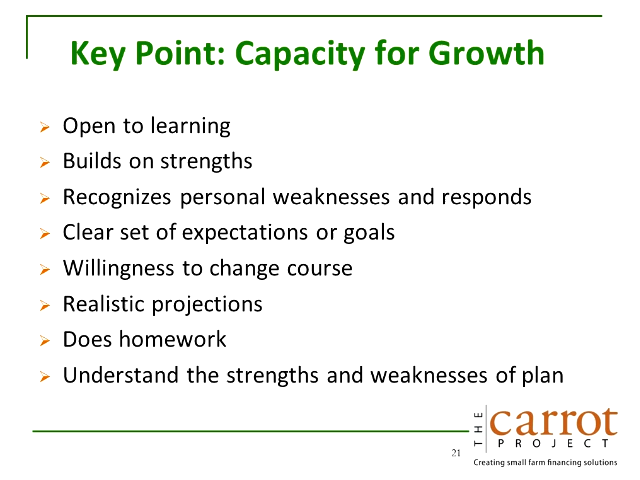 Key Point: Capacity for Growth
Open to learning
Builds on strengths
Recognizes personal weaknesses and responds
Clear set of expectations or goals
Willingness to change course
Realistic projections
Does homework
Understand the strengths and weaknesses of plan
21
THE
carrot
PROJECT
Creating small farm financing solutions